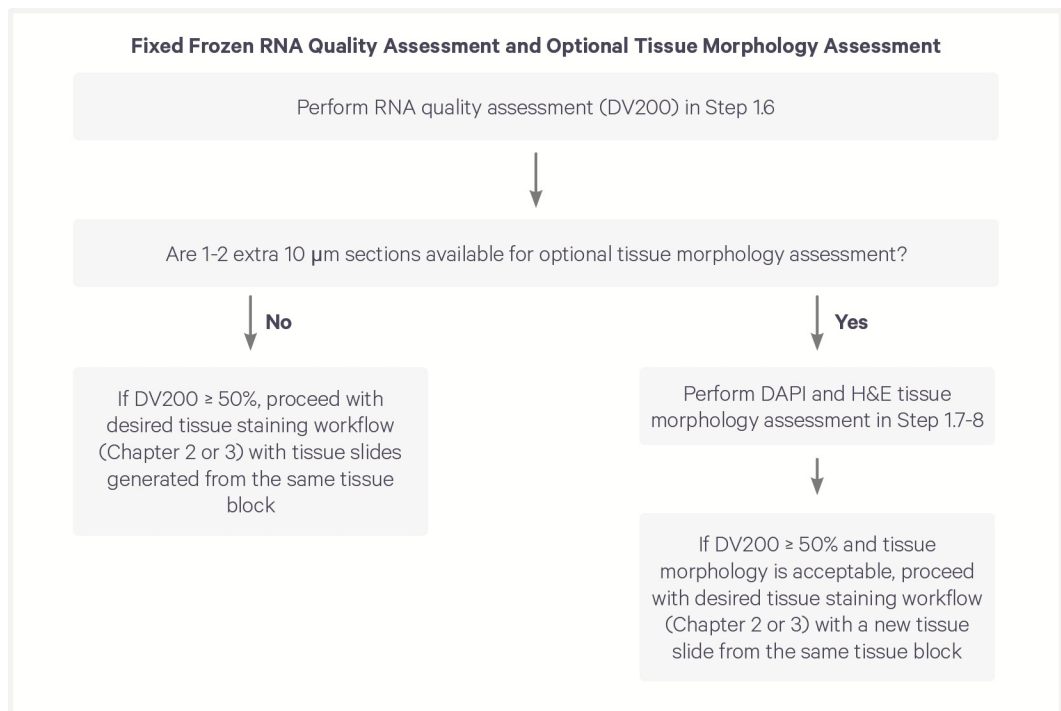 Fixed Frozen RNA Quality Assessment and Optional Tissue Morphology Assessment
Perform RNA quality assessment (DV200) in Step 1.6
Are 1-2 extra 10 μm sections available for optional tissue morphology assessment?
No
Yes
If DV200 ≥ 50%, proceed with
desired tissue staining workflow
(Chapter 2 or 3) with tissue slides
generated from the same tissue
block
Perform DAPI and H&E tissue
morphology assessment in Step 1.7-8
If DV200 ≥ 50% and tissue
morphology is acceptable, proceed
with desired tissue staining workflow
(Chapter 2 or 3) with a new tissue
slide from the same tissue block